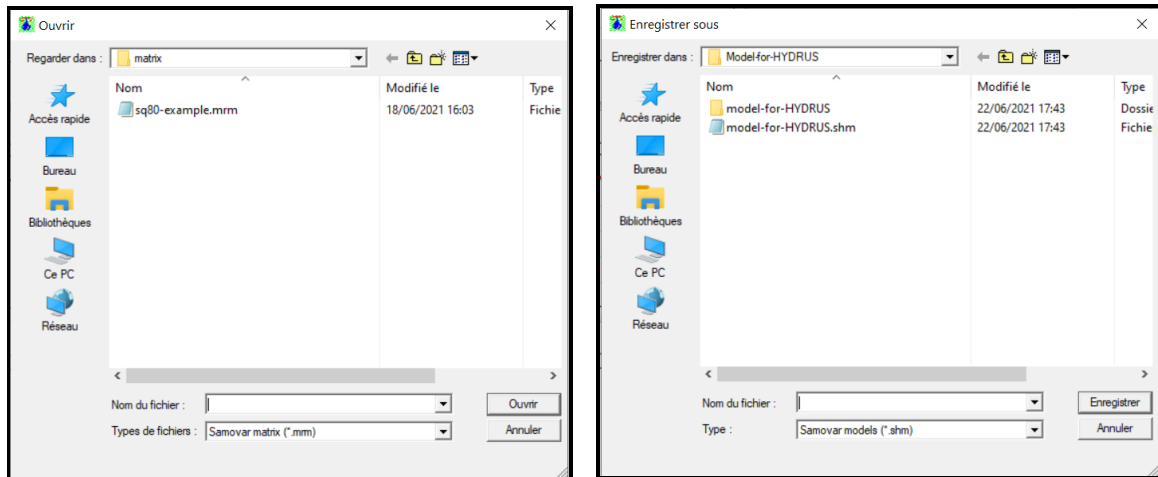 Ouvrir
Regarder dans :
matrix
Nom
Modifié le
Type
sq80-example.mrm
18/06/2021 16:03
Fichie
Accès rapide
Bureau
Bibliothèques
Ce PC
Réseau
Nom du fichier :
Ouvrir
Types de fichiers :
Samovar matrix (*.mrm)
Annuler
Enregistrer sous
Enregistrer dans :
Model-for-HYDRUS
Nom
Modifié le
Type
model-for-HYDRUS
22/06/2021 17:43
Dossie
model-for-HYDRUS.shm
22/06/2021 17:43
Fichie
Accès rapide
Bureau
Bibliothèques
Ce PC
Réseau
Nom du fichier :
Enregistrer
Type :
Samovar models (*.shm)
Annuler